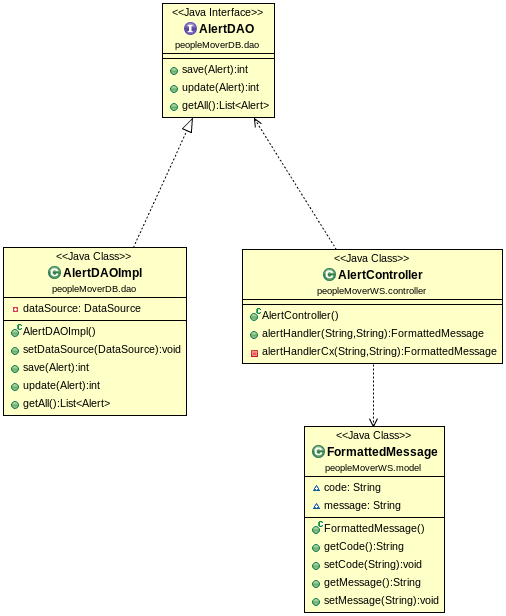 <<Java Interface>>
AlertDAO
peopleMoverDB.dao
save(Alert):int
update(Alert):int
getAll():List<Alert>
<<Java Class>>
AlertDAOImpl
peopleMoverDB.dao
dataSource: DataSource
AlertDAOImpl()
setDataSource(DataSource):void
save(Alert):int
update(Alert):int
getAll():List<Alert>
<<Java Class>>
AlertController
peopleMoverWS.controller
AlertController()
alertHandler(String,String):FormattedMessage
alertHandlerCx(String,String):FormattedMessage
<<Java Class>>
FormattedMessage
peopleMoverWS.model
code: String
message: String
FormattedMessage()
getCode():String
setCode(String):void
getMessage():String
setMessage(String):void